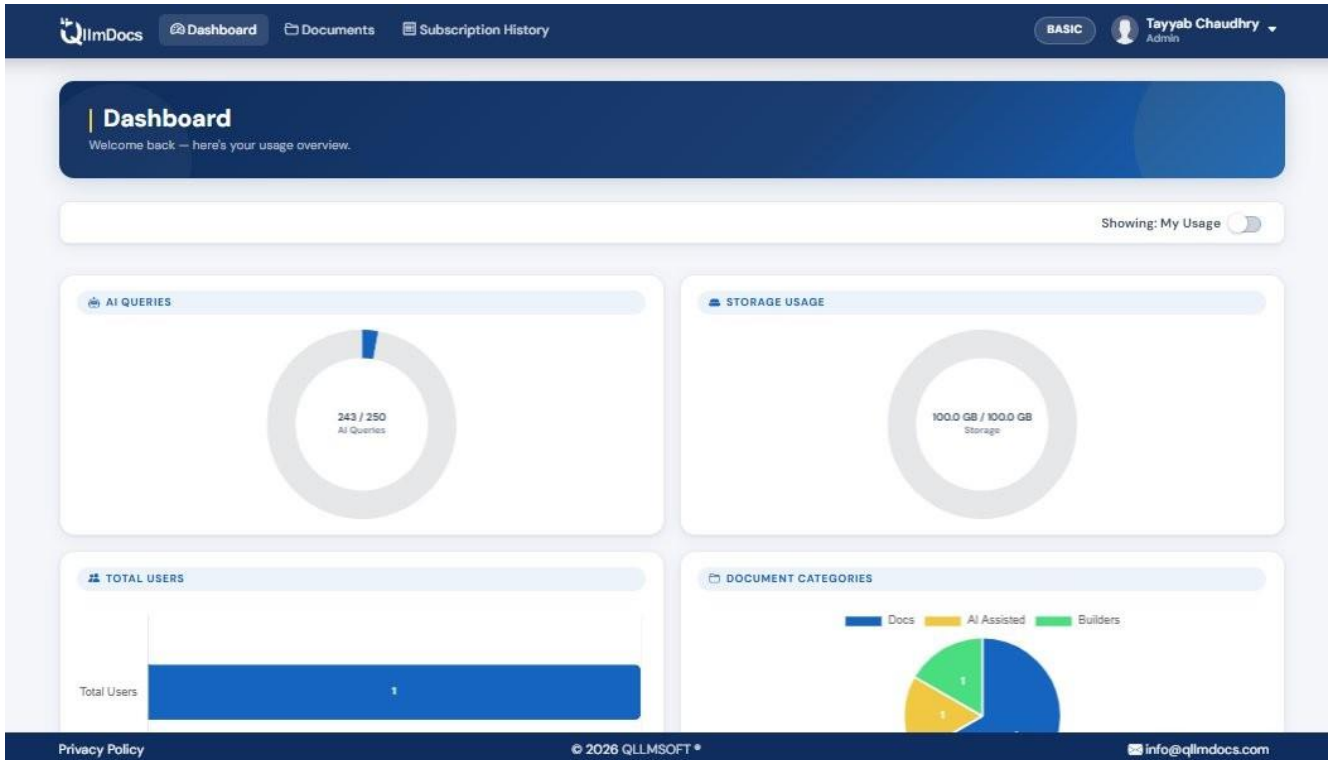 QllmDocs
Dashboard
Documents
Subscription History
BASIC
Tayyab Chaudhry
Admin
Dashboard
Welcome back — here's your usage overview.
Showing: My Usage
AI QUERIES
243 / 250
AI Queries
STORAGE USAGE
100.0 GB / 100.0 GB
Storage
TOTAL USERS
Total Users
1
DOCUMENT CATEGORIES
Docs
AI Assisted
Builders
1
1
Privacy Policy
© 2026 QLLMSOFT ®
info@qllmdocs.com